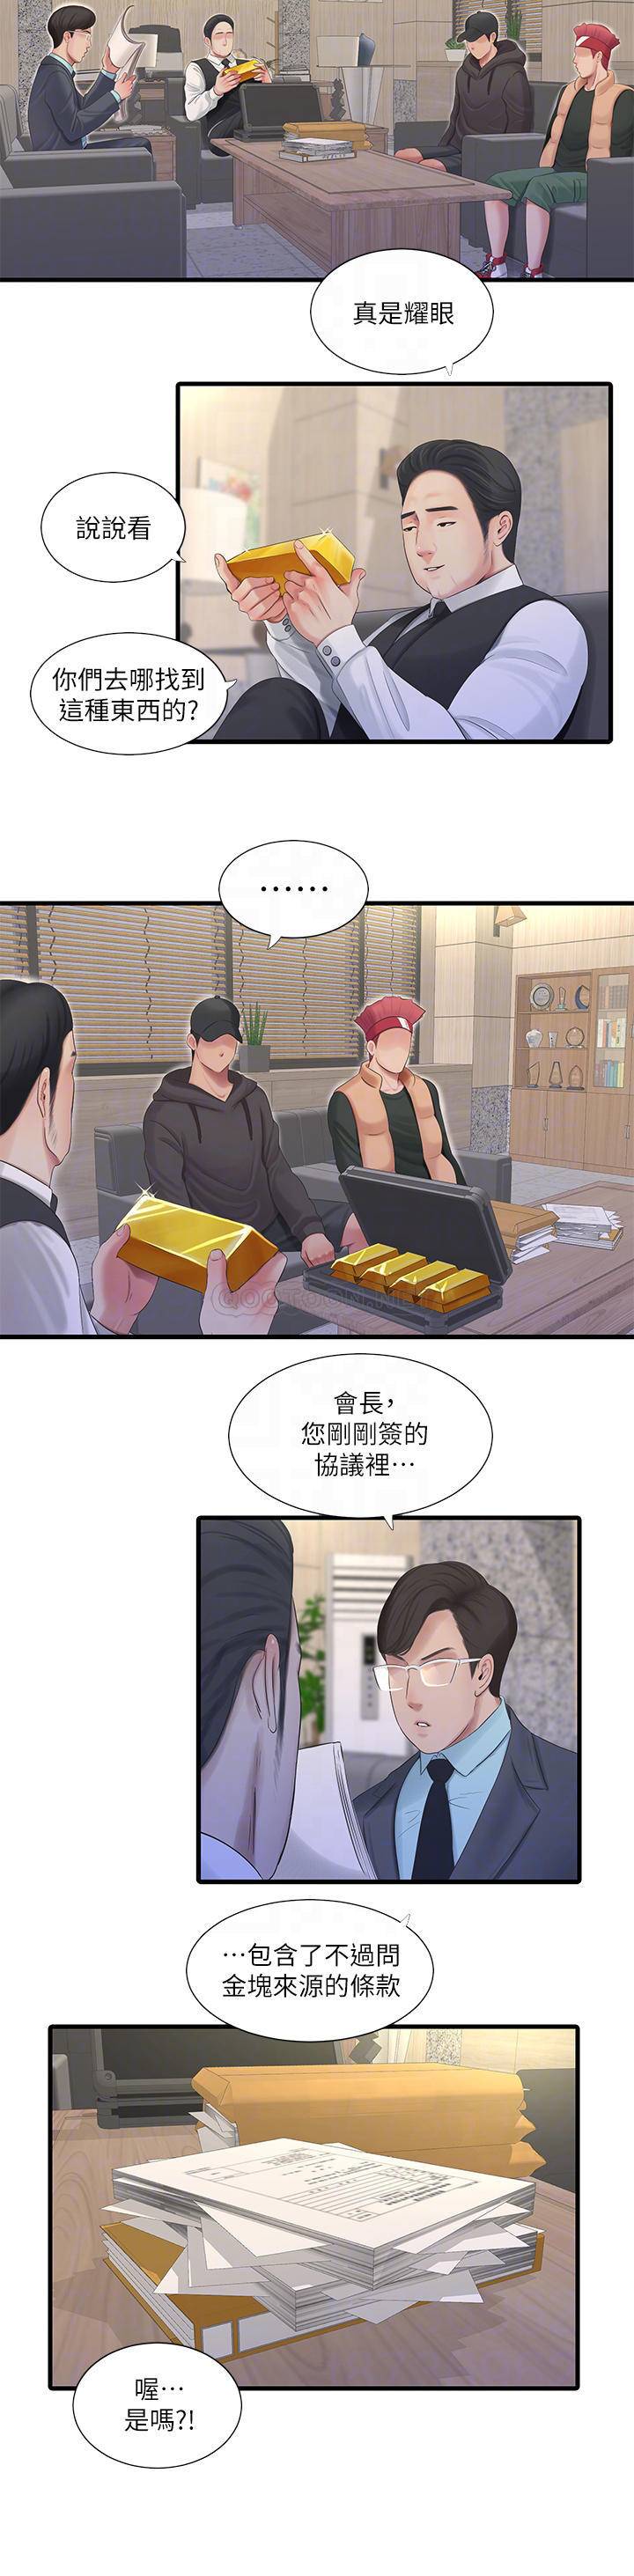 真是耀眼
說說看
你們去哪找到
這種東西的?
······
會長,
您剛剛簽的
協議裡…
…包含了不過問
金塊來源的條款
喔…
是嗎?!